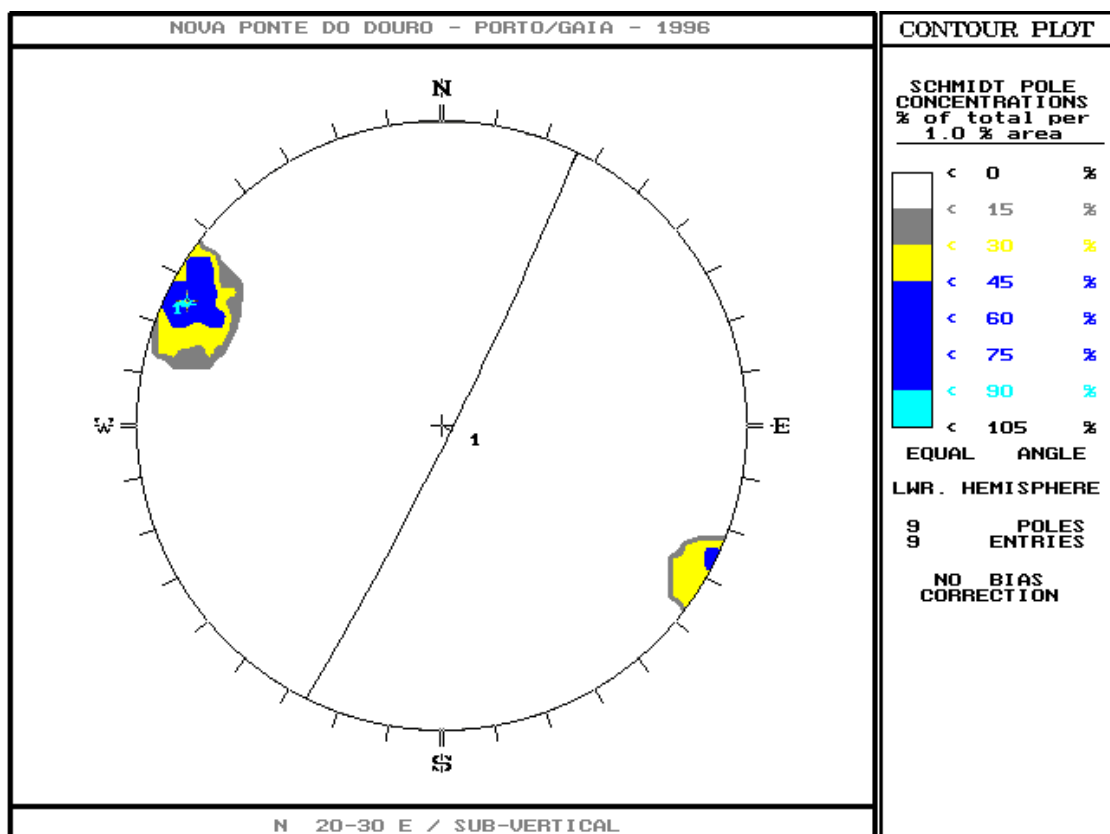 NOVA PONTE DO DOURO - PORTO/GAIA - 1996
N
W
E
S
1
1
N 20-30 E / SUB-VERTICAL
CONTOUR PLOT
SCHMIDT POLE
CONCENTRATIONS
% of total per
1.0 % area
< 0 %
< 15 %
< 30 %
< 45 %
< 60 %
< 75 %
< 90 %
< 105 %
EQUAL ANGLE
LWR. HEMISPHERE
9 POLES
9 ENTRIES
NO BIAS
CORRECTION